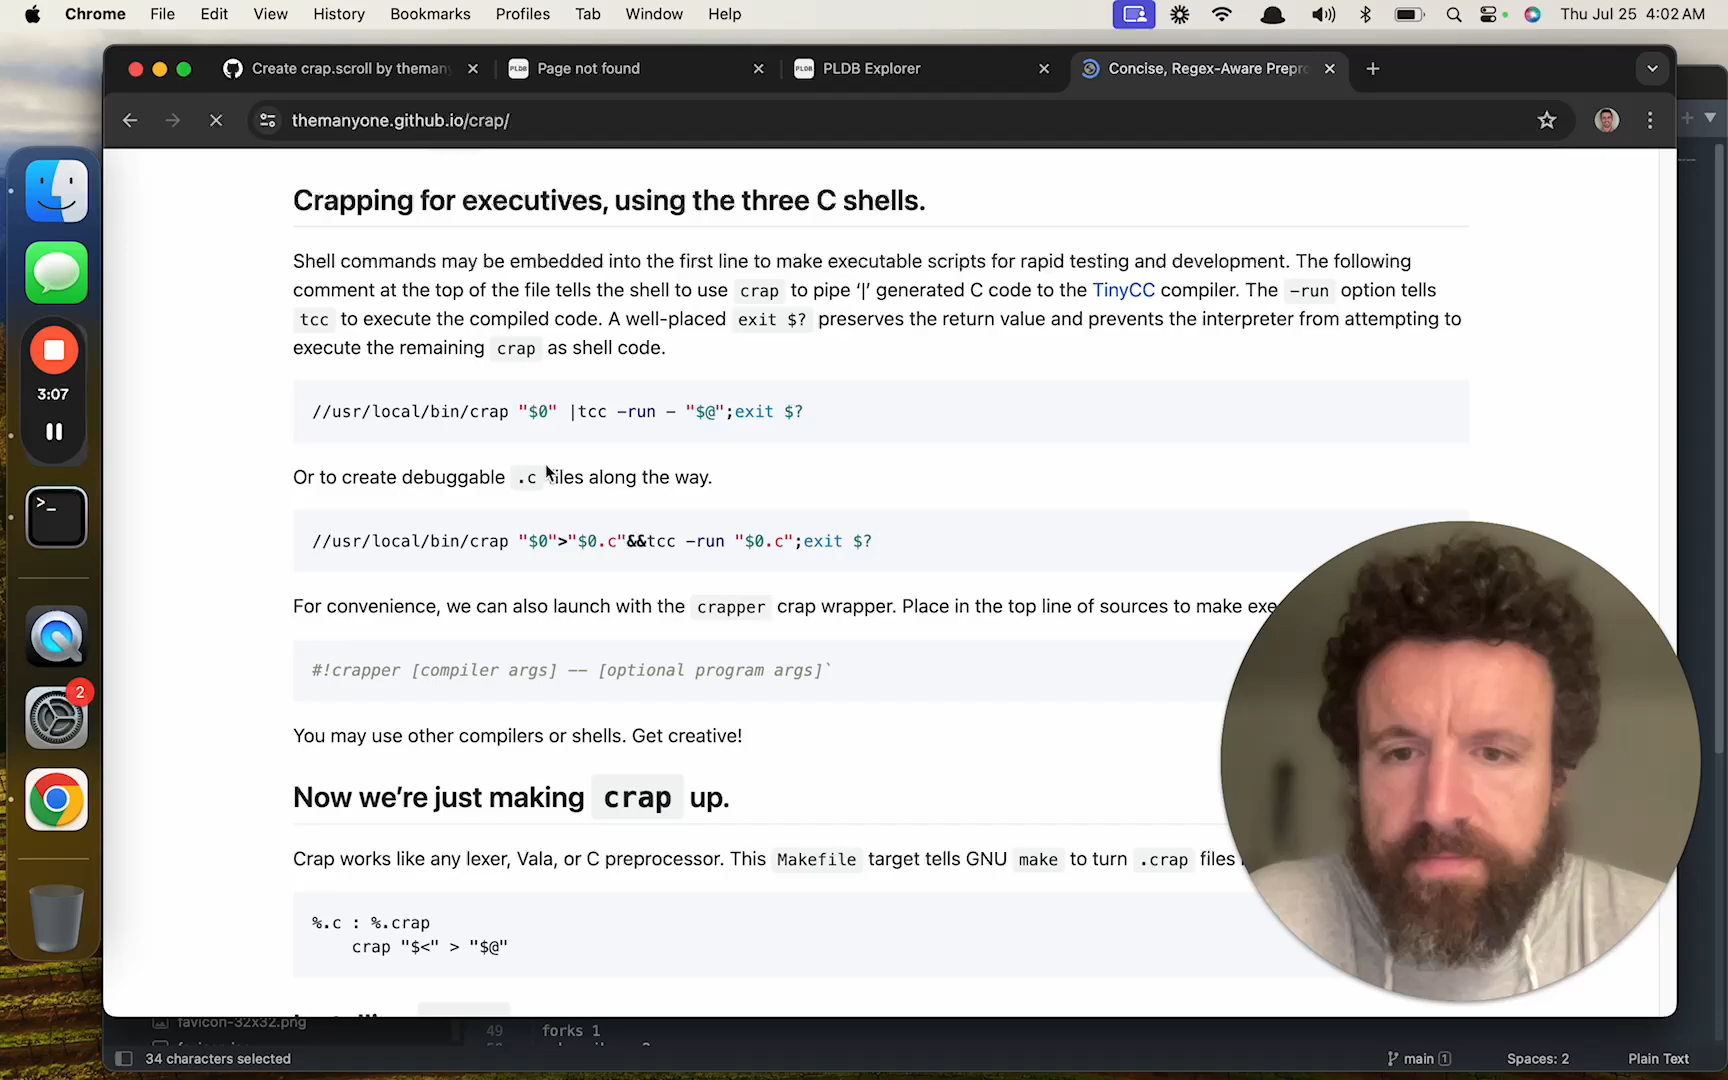 Chrome File Edit View History Bookmarks Profiles Tab Window Help Thu Jul 25 4:02 AM
Create crap.scroll by themany Page not found PLDB Explorer Concise, Regex-Aware Prepr
themanyone.github.io/crap/
Crapping for executives, using the three C shells.
Shell commands may be embedded into the first line to make executable scripts for rapid testing and development. The following
comment at the top of the file tells the shell to use crap to pipe ‘|’ generated C code to the TinyCC compiler. The -run option tells
tcc to execute the compiled code. A well-placed exit $? preserves the return value and prevents the interpreter from attempting to
execute the remaining crap as shell code.
//usr/local/bin/crap "$0" |tcc -run - "$@";exit $?
Or to create debuggable .c files along the way.
//usr/local/bin/crap "$0">"$0.c"&&tcc -run "$0.c";exit $?
For convenience, we can also launch with the crapper crap wrapper. Place in the top line of sources to make exe
#!crapper [compiler args] -- [optional program args]`
You may use other compilers or shells. Get creative!
Now we’re just making crap up.
Crap works like any lexer, Vala, or C preprocessor. This Makefile target tells GNU make to turn .crap files
%.c : %.crap
crap "$<" > "$@"
3:07
2
PLDB
PLDB
favicon-32x32.png 49 forks 1
34 characters selected main 1 Spaces: 2 Plain Text